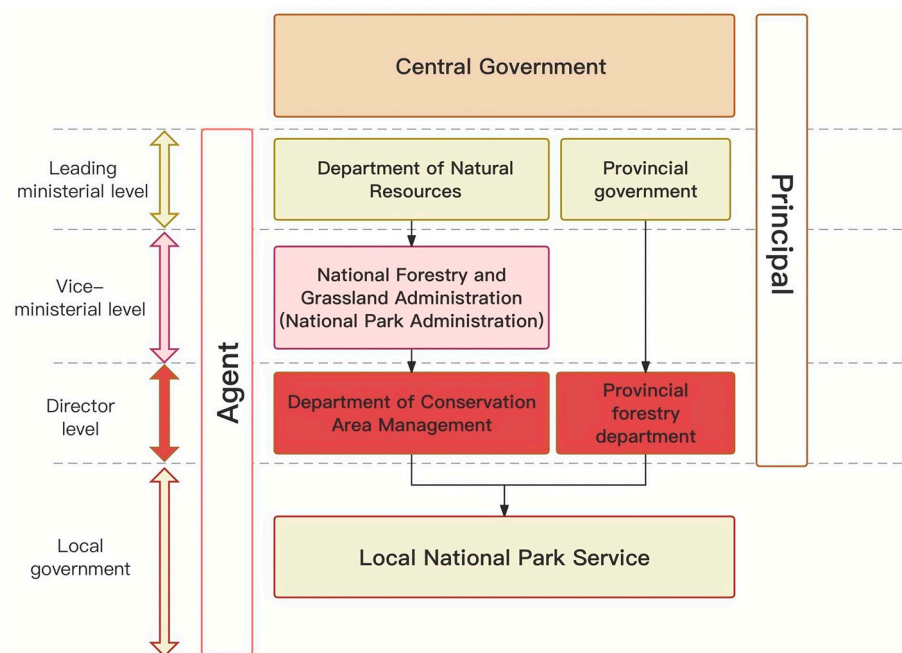 Central Government
Leading
ministerial level
Department of Natural
Resources
Provincial
government
Principal
Vice-
ministerial level
National Forestry and
Grassland Administration
(National Park Administration)
Agent
Director
level
Department of Conservation
Area Management
Provincial
forestry
department
Local
government
Local National Park Service